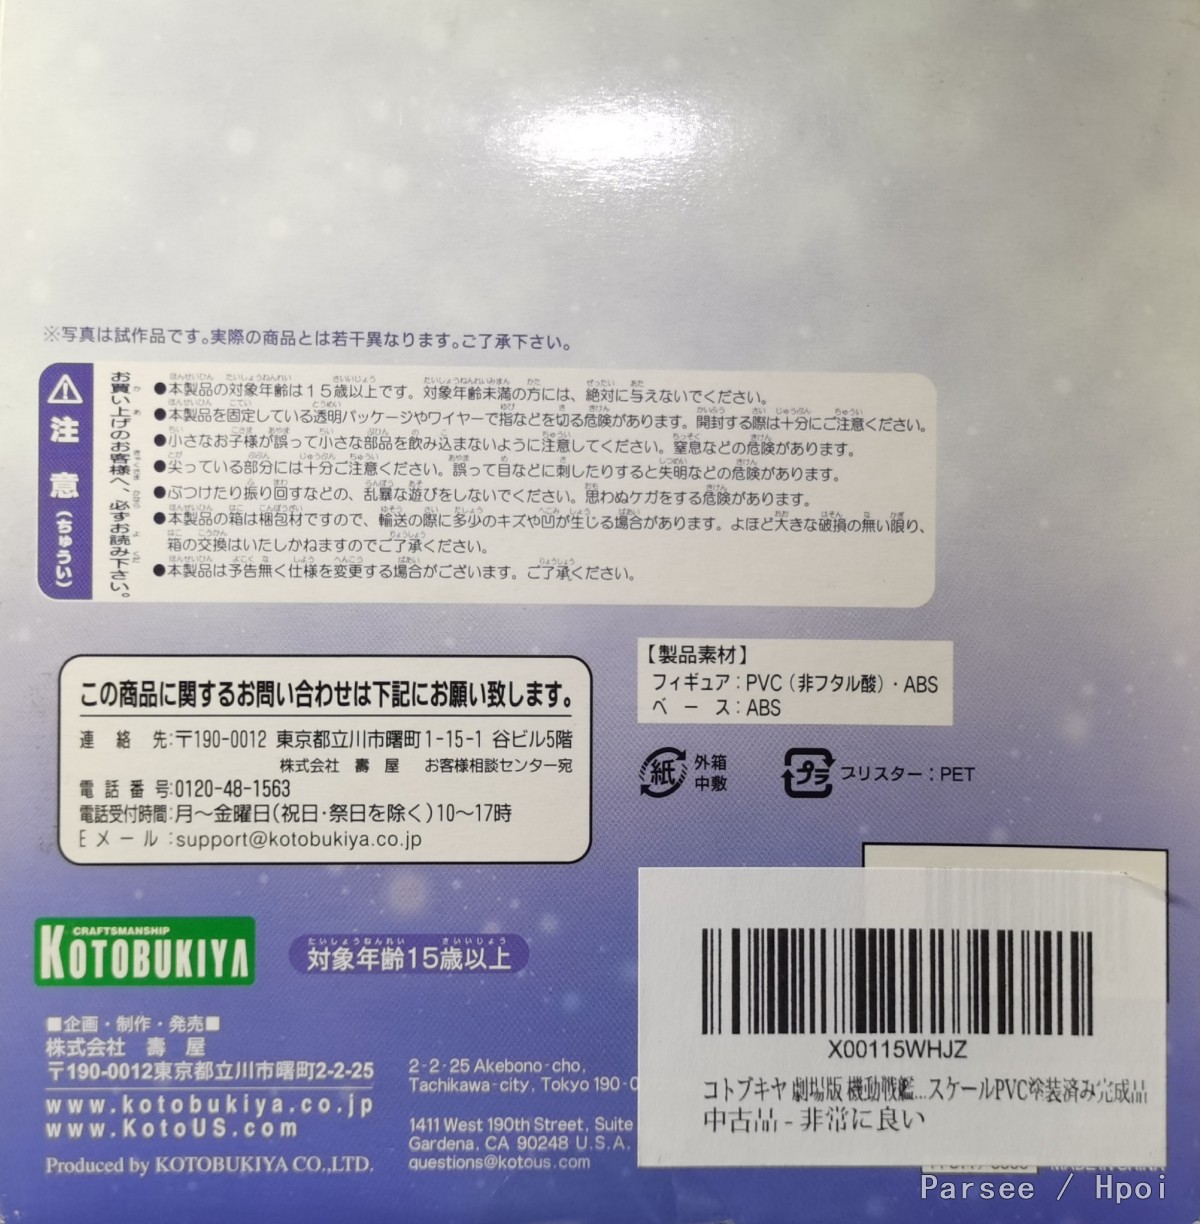 ※写真は試作品です。実際の商品とは若干異なります。ご了承下さい。
注意(ちゅうい)
お買い上げのお客様へ、必ずお読み下さい。
●本製品の対象年齢は15歳以上です。対象年齢未満の方には、絶対に与えないでください。
●本製品を固定している透明パッケージやワイヤーで指などを切る危険があります。開封する際は十分にご注意ください。
●小さなお子様が誤って小さな部品を飲み込まないように注意してください。窒息などの危険があります。
●尖っている部分には十分ご注意ください。誤って目などに刺したりすると失明などの危険があります。
●ぶつけたり振り回すなどの、乱暴な遊びをしないでください。思わぬケガをする危険があります。
●本製品の箱は梱包材ですので、輸送の際に多少のキズや凹が生じる場合があります。よほど大きな破損の無い限り、
箱の交換はいたしかねますのでご了承ください。
●本製品は予告無く仕様を変更する場合がございます。ご了承ください。
この商品に関するお問い合わせは下記にお願い致します。
連絡先:〒190-0012 東京都立川市曙町1-15-1 谷ビル5階
株式会社 壽屋 お客様相談センター宛
電話番号:0120-48-1563
電話受付時間:月〜金曜日(祝日・祭日を除く)10〜17時
Eメール:support@kotobukiya.co.jp
【製品素材】
フィギュア:PVC(非フタル酸)・ABS
ベース:ABS
紙
外箱
中敷
プラ
ブリスター:PET
CRAFTSMANSHIP
KOTOBUKIYA
たいしょうねんれい さいいじょう
対象年齢15歳以上
■企画・制作・発売■
株式会社 壽屋
〒190-0012東京都立川市曙町2-2-25
www.kotobukiya.co.jp
www.KotoUS.com
Produced by KOTOBUKIYA CO.,LTD.
2-2-25 Akebono-cho,
Tachikawa-city, Tokyo 190-0
1411 West 190th Street, Suite
Gardena, CA 90248 U.S.A.
questions@kotous.com
X00115WHJZ
コトブキヤ 劇場版 機動戦艦...スケールPVC塗装済み完成品
中古品 - 非常に良い
MADE IN CHINA
Parsee / Hpoi